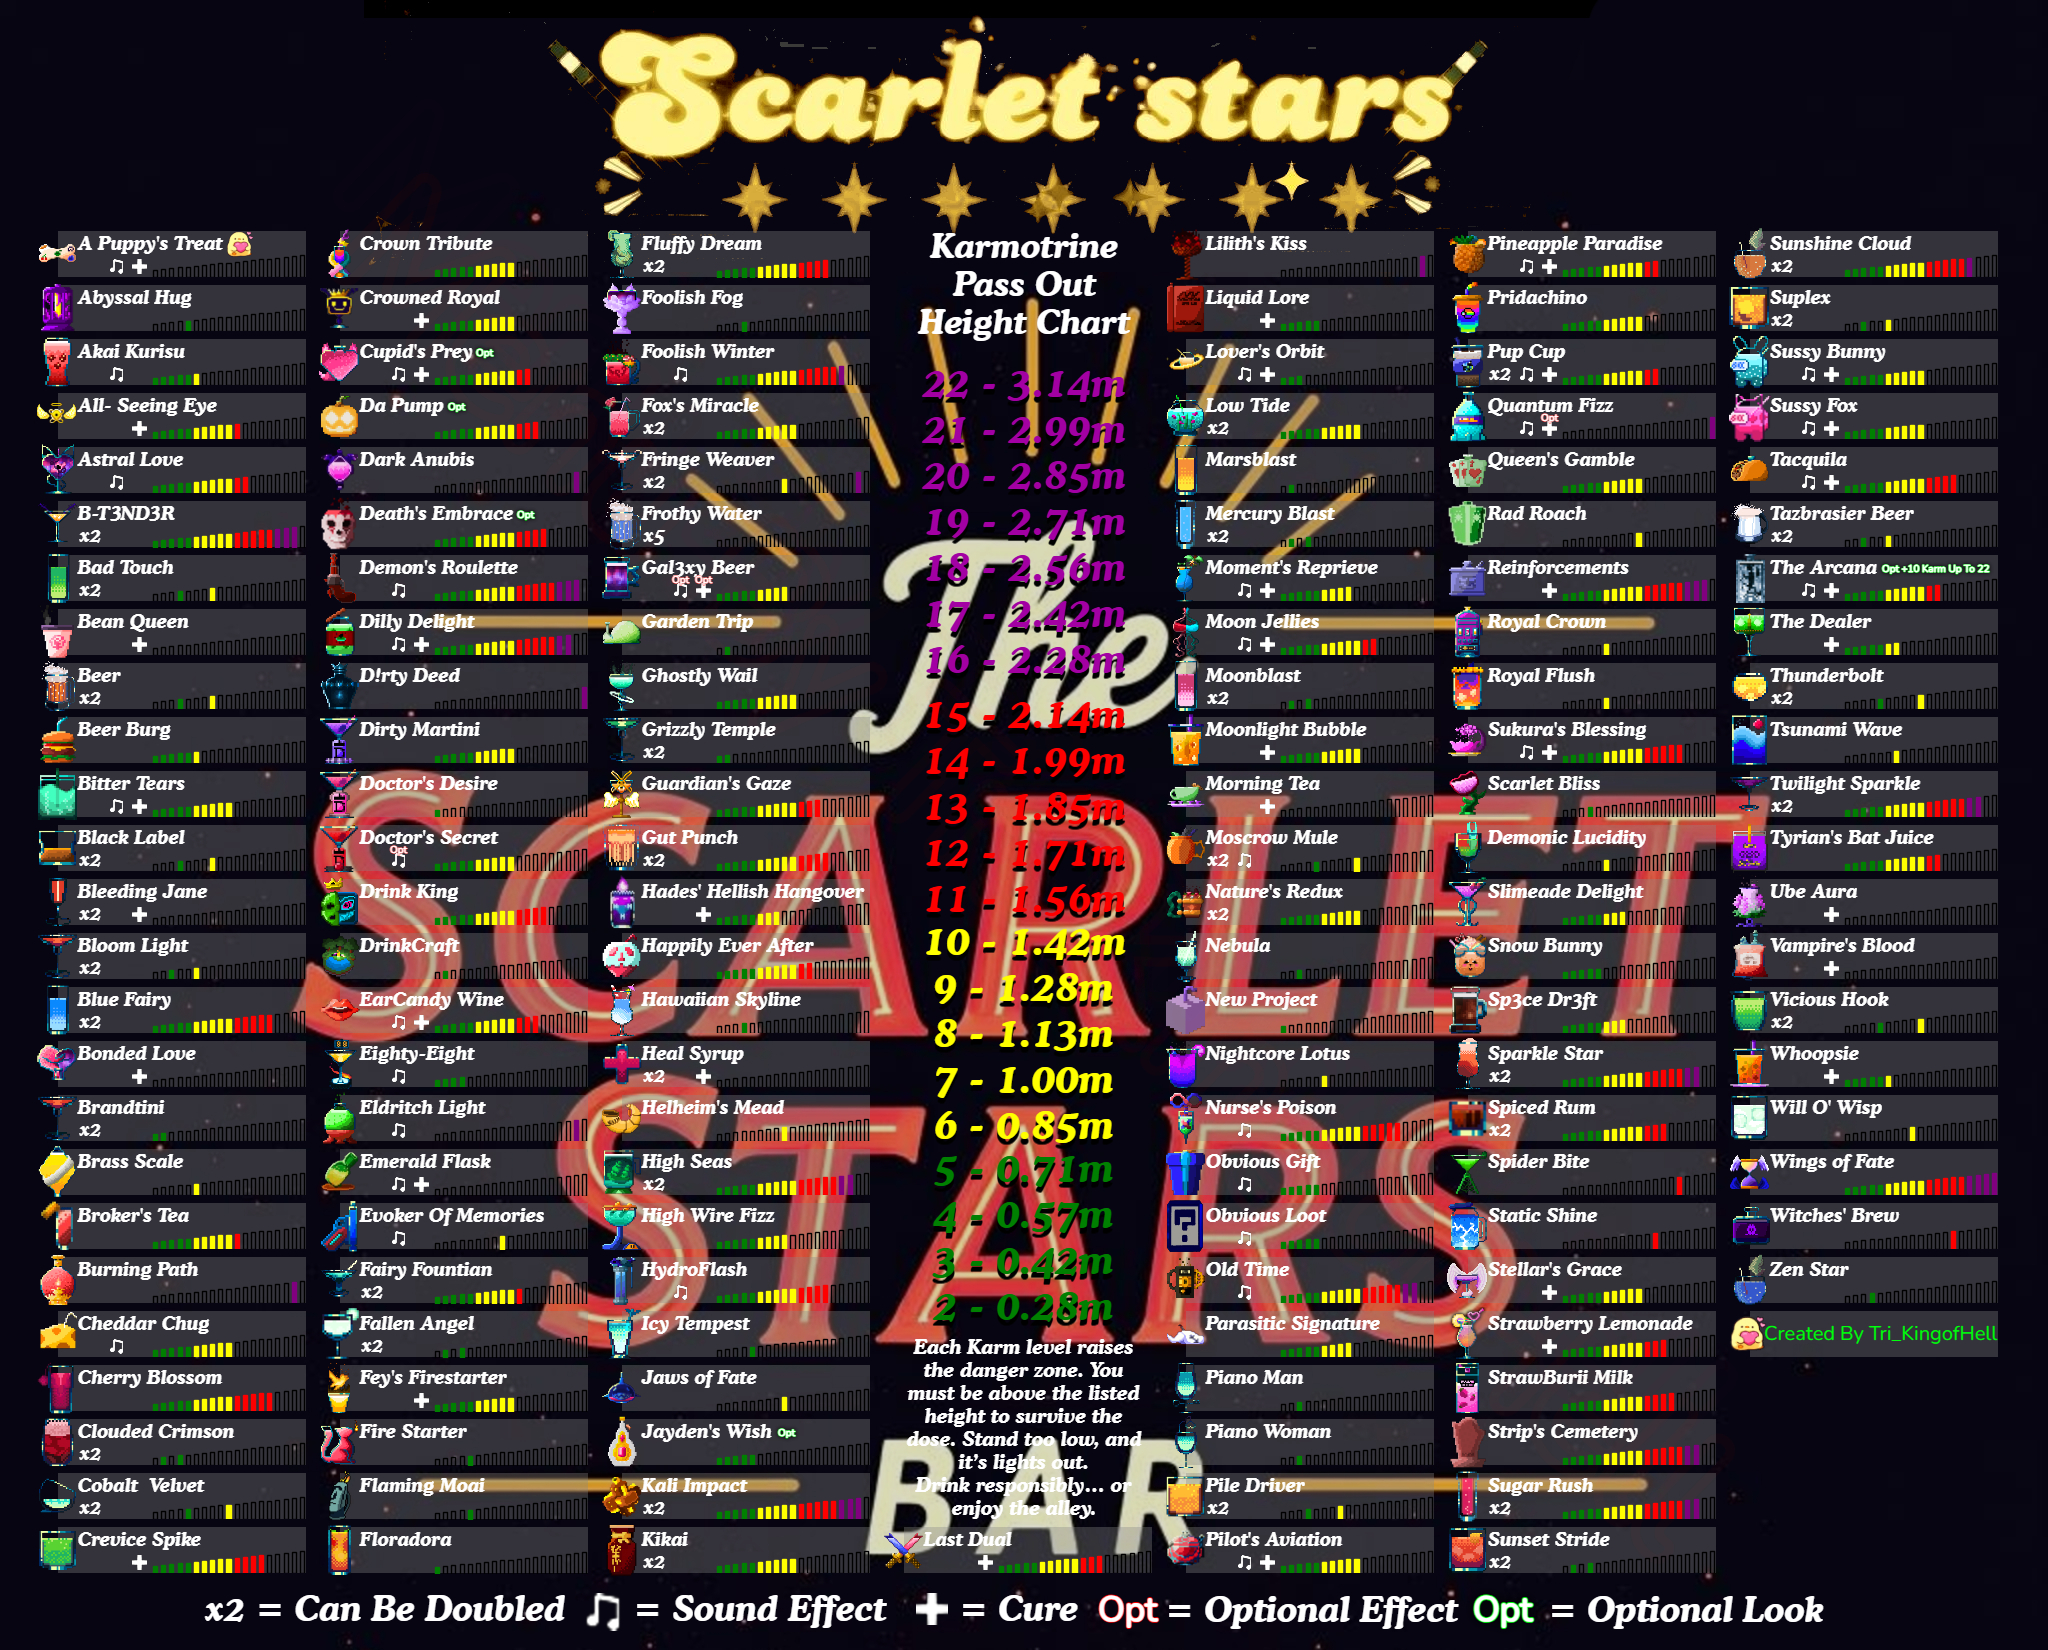 Scarlet stars
A Puppy's Treat
Abyssal Hug
Akai Kurisu
All- Seeing Eye
Astral Love
B-T3ND3R
x2
Bad Touch
x2
Bean Queen
Beer
x2
Beer Burg
Bitter Tears
Black Label
x2
Bleeding Jane
x2
Bloom Light
x2
Blue Fairy
x2
Bonded Love
Brandtini
x2
Brass Scale
Broker's Tea
Burning Path
Cheddar Chug
Cherry Blossom
Clouded Crimson
x2
Cobalt Velvet
x2
Crevice Spike
Crown Tribute
Crowned Royal
Cupid's Prey Opt
Da Pump Opt
Dark Anubis
Death's Embrace Opt
Demon's Roulette
Dilly Delight
D!rty Deed
Dirty Martini
Doctor's Desire
Doctor's Secret
Opt
Drink King
DrinkCraft
EarCandy Wine
Eighty-Eight
Eldritch Light
Emerald Flask
Evoker Of Memories
Fairy Fountian
x2
Fallen Angel
x2
Fey's Firestarter
Fire Starter
Flaming Moai
Floradora
Fluffy Dream
x2
Foolish Fog
Foolish Winter
Fox's Miracle
x2
Fringe Weaver
x2
Frothy Water
x5
Gal3xy Beer
Opt Opt
Garden Trip
Ghostly Wail
Grizzly Temple
x2
Guardian's Gaze
Gut Punch
x2
Hades' Hellish Hangover
Happily Ever After
Hawaiian Skyline
Heal Syrup
x2
Helheim's Mead
High Seas
x2
High Wire Fizz
HydroFlash
Icy Tempest
Jaws of Fate
Jayden's Wish Opt
Kali Impact
x2
Kikai
x2
Karmotrine
Pass Out
Height Chart
22 - 3.14m
21 - 2.99m
20 - 2.85m
19 - 2.71m
18 - 2.56m
17 - 2.42m
16 - 2.28m
15 - 2.14m
14 - 1.99m
13 - 1.85m
12 - 1.71m
11 - 1.56m
10 - 1.42m
9 - 1.28m
8 - 1.13m
7 - 1.00m
6 - 0.85m
5 - 0.71m
4 - 0.57m
3 - 0.42m
2 - 0.28m
Each Karm level raises
the danger zone. You
must be above the listed
height to survive the
dose. Stand too low, and
it's lights out.
Drink responsibly... or
enjoy the alley.
Last Dual
The
SCARLET
STARS
BAR
Lilith's Kiss
Liquid Lore
Lover's Orbit
Low Tide
x2
Marsblast
Mercury Blast
x2
Moment's Reprieve
Moon Jellies
Moonblast
x2
Moonlight Bubble
Morning Tea
Moscrow Mule
x2
Nature's Redux
x2
Nebula
New Project
Nightcore Lotus
Nurse's Poison
Obvious Gift
Obvious Loot
Old Time
Parasitic Signature
Piano Man
Piano Woman
Pile Driver
x2
Pilot's Aviation
Pineapple Paradise
Pridachino
Pup Cup
x2
Quantum Fizz
Opt
Queen's Gamble
Rad Roach
Reinforcements
Royal Crown
Royal Flush
Sukura's Blessing
Scarlet Bliss
Demonic Lucidity
Slimeade Delight
Snow Bunny
Sp3ce Dr3ft
Sparkle Star
x2
Spiced Rum
x2
Spider Bite
Static Shine
Stellar's Grace
Strawberry Lemonade
StrawBurii Milk
Strip's Cemetery
Sugar Rush
x2
Sunset Stride
x2
Sunshine Cloud
x2
Suplex
x2
Sussy Bunny
Sussy Fox
Tacquila
Tazbrasier Beer
x2
The Arcana Opt +10 Karm Up To 22
The Dealer
Thunderbolt
x2
Tsunami Wave
Twilight Sparkle
x2
Tyrian's Bat Juice
Ube Aura
Vampire's Blood
Vicious Hook
x2
Whoopsie
Will O' Wisp
Wings of Fate
Witches' Brew
Zen Star
Created By Tri_KingofHell
x2 = Can Be Doubled ♫ = Sound Effect ✚ = Cure Opt = Optional Effect Opt = Optional Look